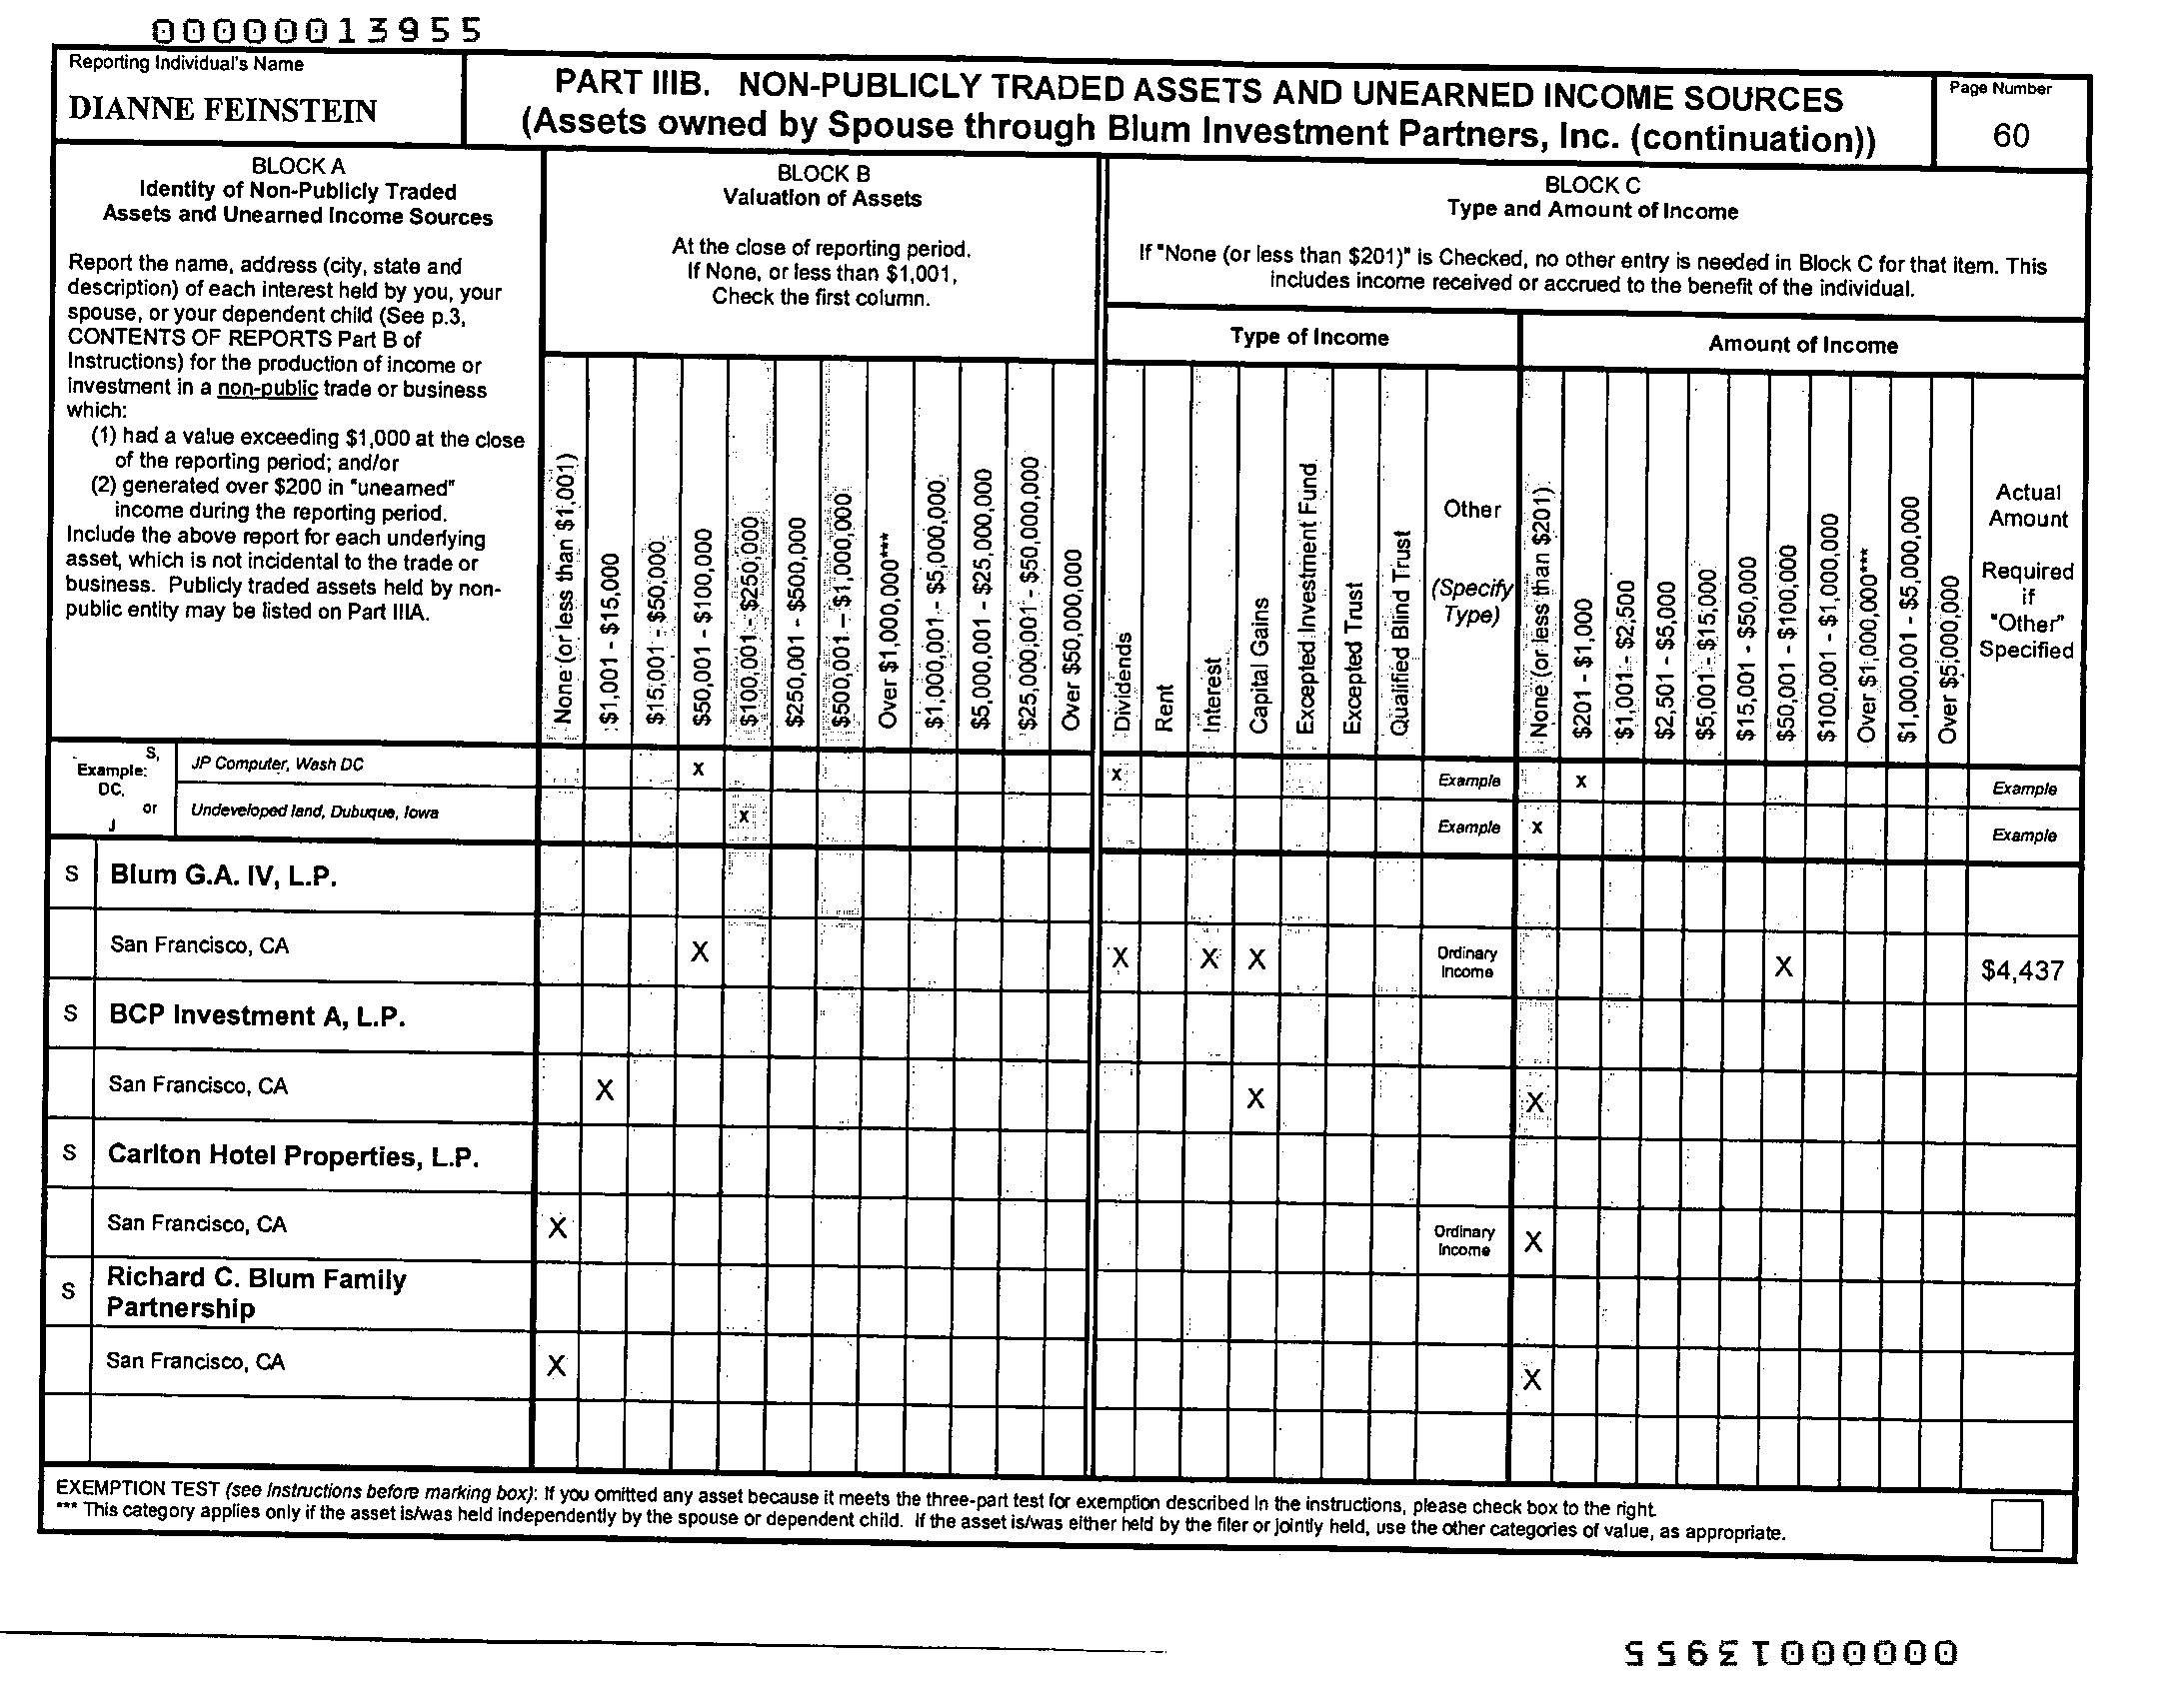 00000013955
Reporting Individual's Name
DIANNE FEINSTEIN
PART IIIB. NON-PUBLICLY TRADED ASSETS AND UNEARNED INCOME SOURCES
(Assets owned by Spouse through Blum Investment Partners, Inc. (continuation))
Page Number
60
BLOCK A
Identity of Non-Publicly Traded
Assets and Unearned Income Sources
Report the name, address (city, state and
description) of each interest held by you, your
spouse, or your dependent child (See p.3,
CONTENTS OF REPORTS Part B of
Instructions) for the production of income or
investment in a non-public trade or business
which:
(1) had a value exceeding $1,000 at the close
of the reporting period; and/or
(2) generated over $200 in "unearned"
income during the reporting period.
Include the above report for each underlying
asset, which is not incidental to the trade or
business. Publicly traded assets held by non-
public entity may be listed on Part IIIA.
BLOCK B
Valuation of Assets
At the close of reporting period.
If None, or less than $1,001,
Check the first column.
None (or less than $1,001)
$1,001 - $15,000
$15,001 - $50,000
$50,001 - $100,000
$100,001 - $250,000
$250,001 - $500,000
$500,001 - $1,000,000
Over $1,000,000***
$1,000,001 - $5,000,000
$5,000,001 - $25,000,000
$25,000,001 - $50,000,000
Over $50,000,000
BLOCK C
Type and Amount of Income
If "None (or less than $201)" is Checked, no other entry is needed in Block C for that item. This
includes income received or accrued to the benefit of the individual.
Type of Income
Amount of Income
Dividends
Rent
Interest
Capital Gains
Excepted Investment Fund
Excepted Trust
Qualified Blind Trust
Other
(Specify
Type)
None (or less than $201)
$201 - $1,000
$1,001 - $2,500
$2,501 - $5,000
$5,001 - $15,000
$15,001 - $50,000
$50,001 - $100,000
$100,001 - $1,000,000
Over $1,000,000***
$1,000,001 - $5,000,000
Over $5,000,000
Actual
Amount
Required
if
"Other"
Specified
Example:
S,
DC,
or
J
JP Computer, Wash DC X X Example X Example
Undeveloped land, Dubuque, Iowa X Example X Example
S Blum G.A. IV, L.P.
San Francisco, CA X X X X Ordinary Income X $4,437
S BCP Investment A, L.P.
San Francisco, CA X X X
S Carlton Hotel Properties, L.P.
San Francisco, CA X Ordinary Income X
S Richard C. Blum Family
Partnership
San Francisco, CA X X
EXEMPTION TEST (see instructions before marking box): If you omitted any asset because it meets the three-part test for exemption described in the instructions, please check box to the right.
*** This category applies only if the asset is/was held independently by the spouse or dependent child. If the asset is/was either held by the filer or jointly held, use the other categories of value, as appropriate.
00000013955